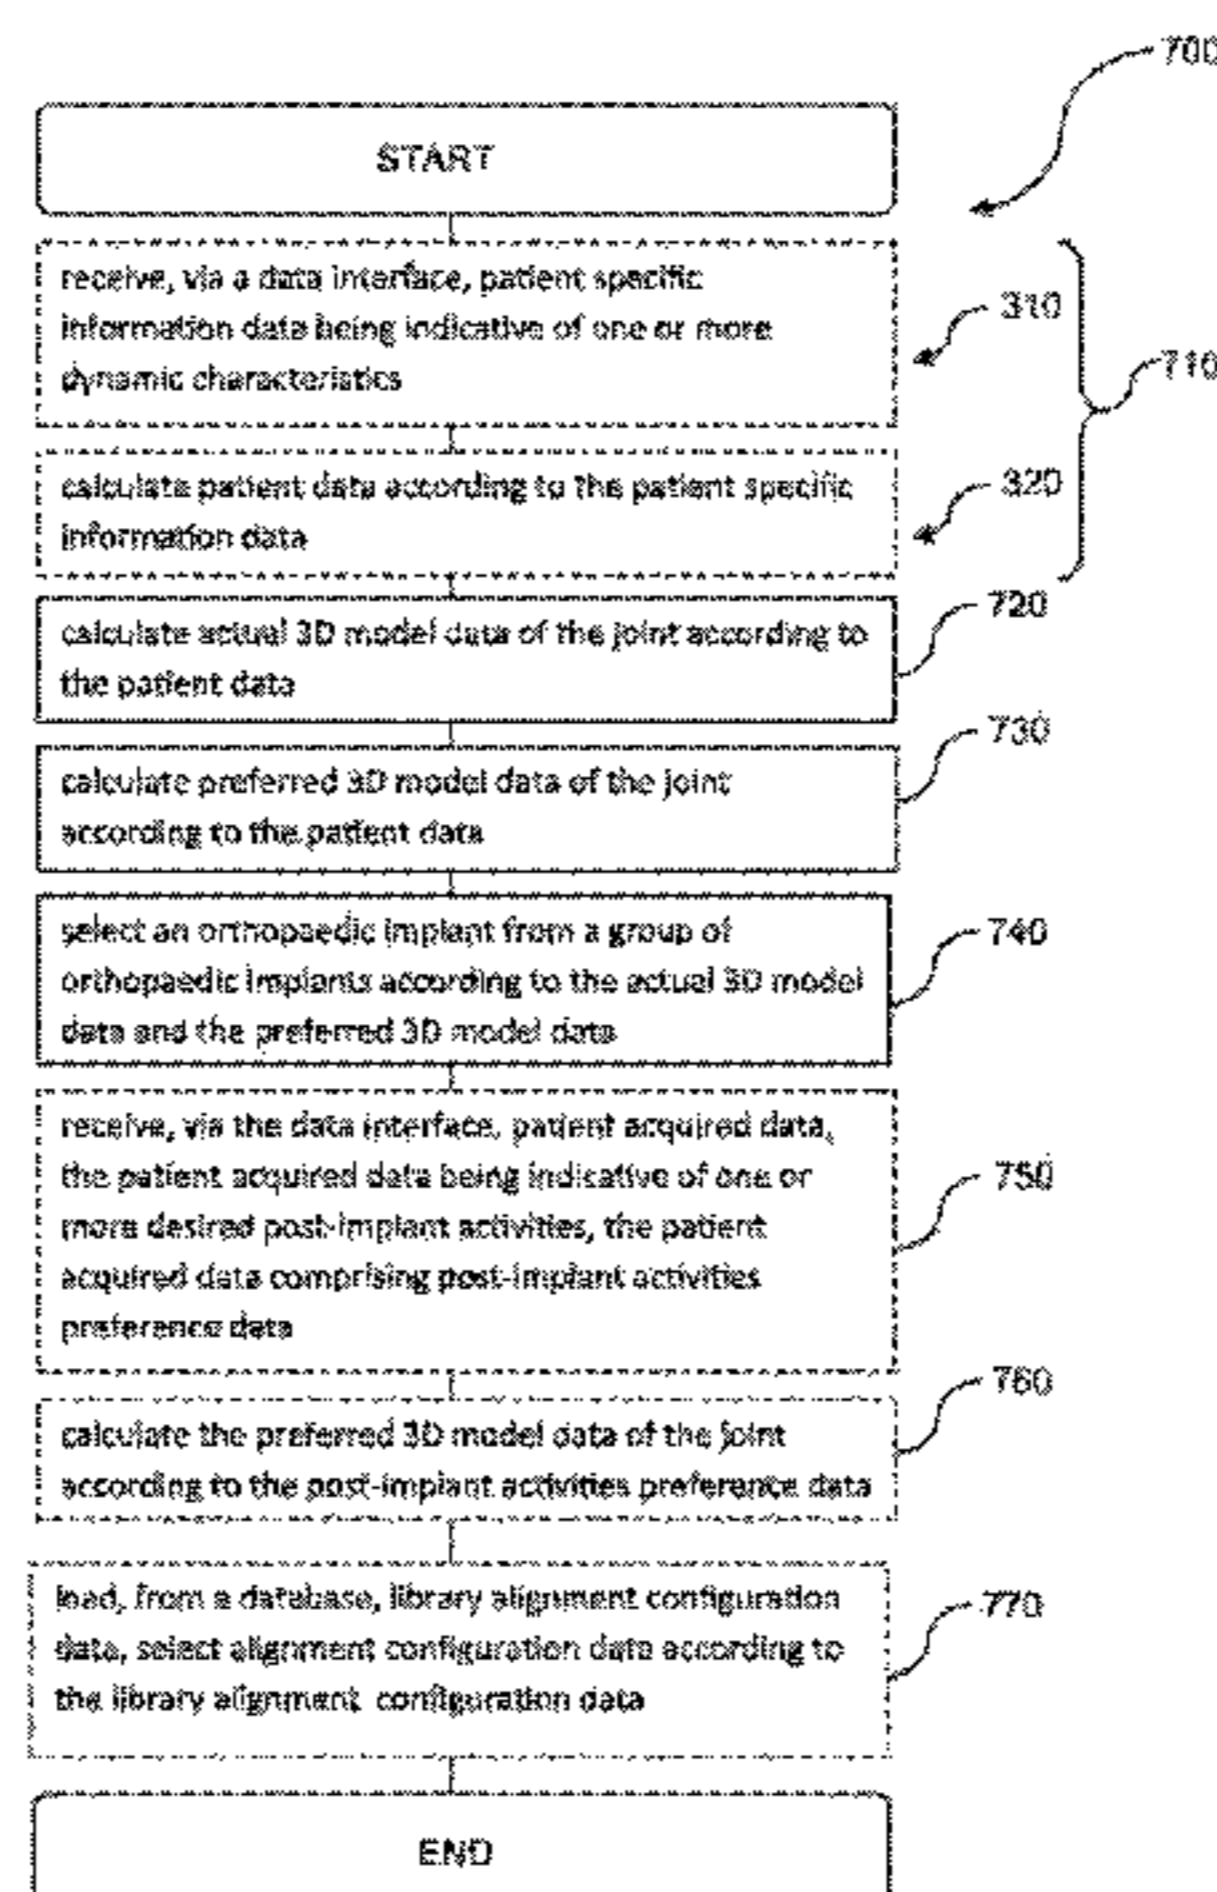 700
START
receive, via a data interface, patient specific
information data being indicative of one or more
dynamic characteristics
310
710
calculate patient data according to the patient specific
information data
320
calculate actual 3D model data of the joint according to
the patient data
720
calculate preferred 3D model data of the joint
according to the patient data
730
select an orthopaedic implant from a group of
orthopaedic implants according to the actual 3D model
data and the preferred 3D model data
740
receive, via the data interface, patient acquired data,
the patient acquired data being indicative of one or
more desired post-implant activities, the patient
acquired data comprising post-implant activities
preference data
750
calculate the preferred 3D model data of the joint
according to the post-implant activities preference data
760
load, from a database, library alignment configuration
data, select alignment configuration data according to
the library alignment configuration data
770
END